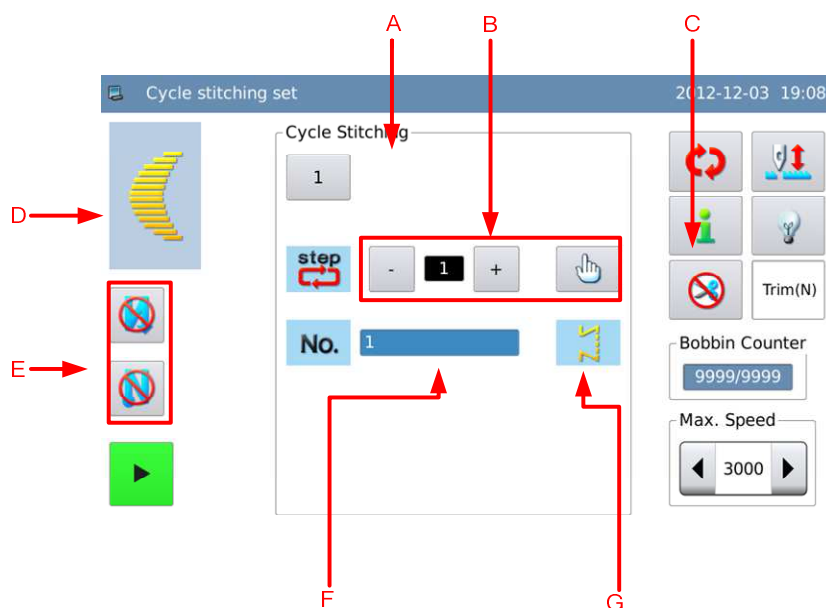 A
B
C
Cycle stitching set
2012-12-03 19:08
Cycle Stitching
1
D
step
-
1
+
No.
1
Trim(N)
E
Bobbin Counter
9999/9999
Max. Speed
3000
F
G